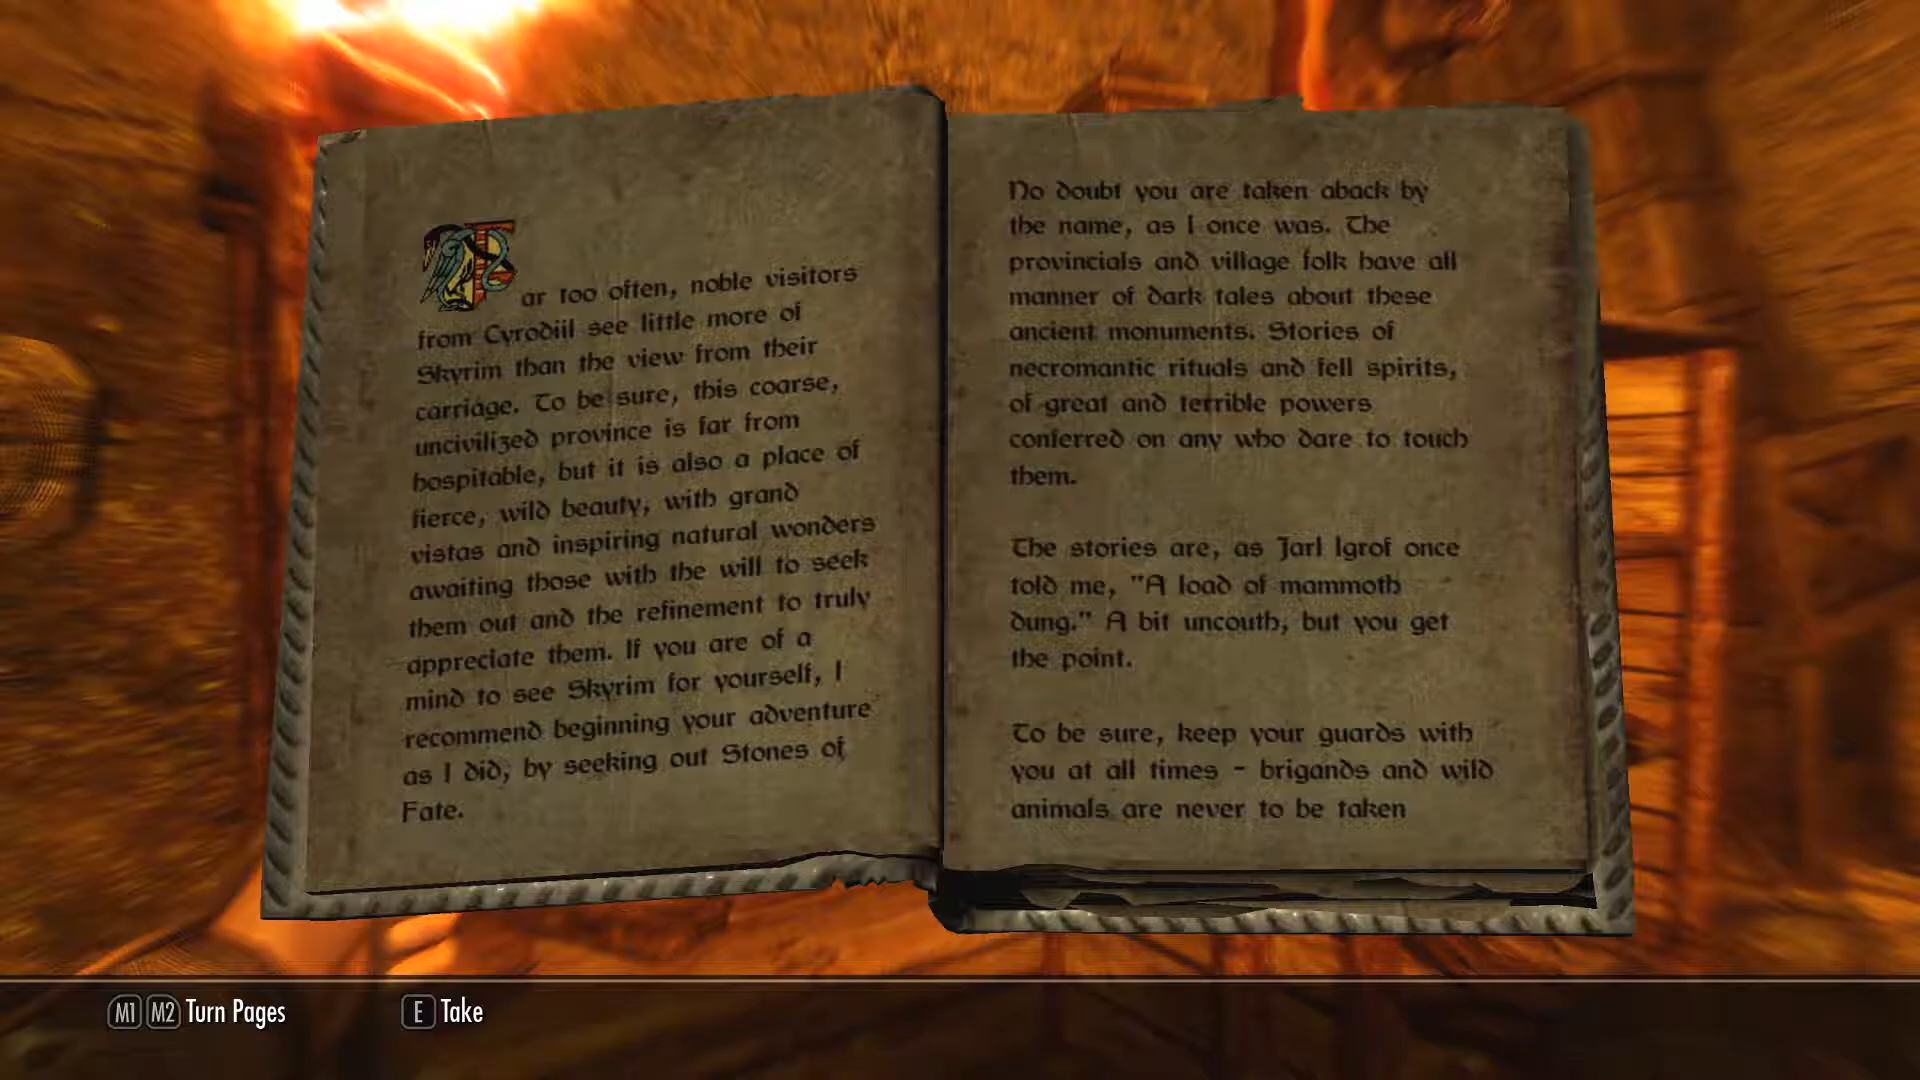 Far too often, noble visitors
from Cyrodiil see little more of
Skyrim than the view from their
carriage. To be sure, this coarse,
uncivilized province is far from
hospitable, but it is also a place of
fierce, wild beauty, with grand
vistas and inspiring natural wonders
awaiting those with the will to seek
them out and the refinement to truly
appreciate them. If you are of a
mind to see Skyrim for yourself, I
recommend beginning your adventure
as I did, by seeking out Stones of
Fate.
No doubt you are taken aback by
the name, as I once was. The
provincials and village folk have all
manner of dark tales about these
ancient monuments. Stories of
necromantic rituals and fell spirits,
of great and terrible powers
conferred on any who dare to touch
them.
The stories are, as Jarl Igrof once
told me, "A load of mammoth
dung." A bit uncouth, but you get
the point.
To be sure, keep your guards with
you at all times - brigands and wild
animals are never to be taken
M1 M2 Turn Pages
E Take